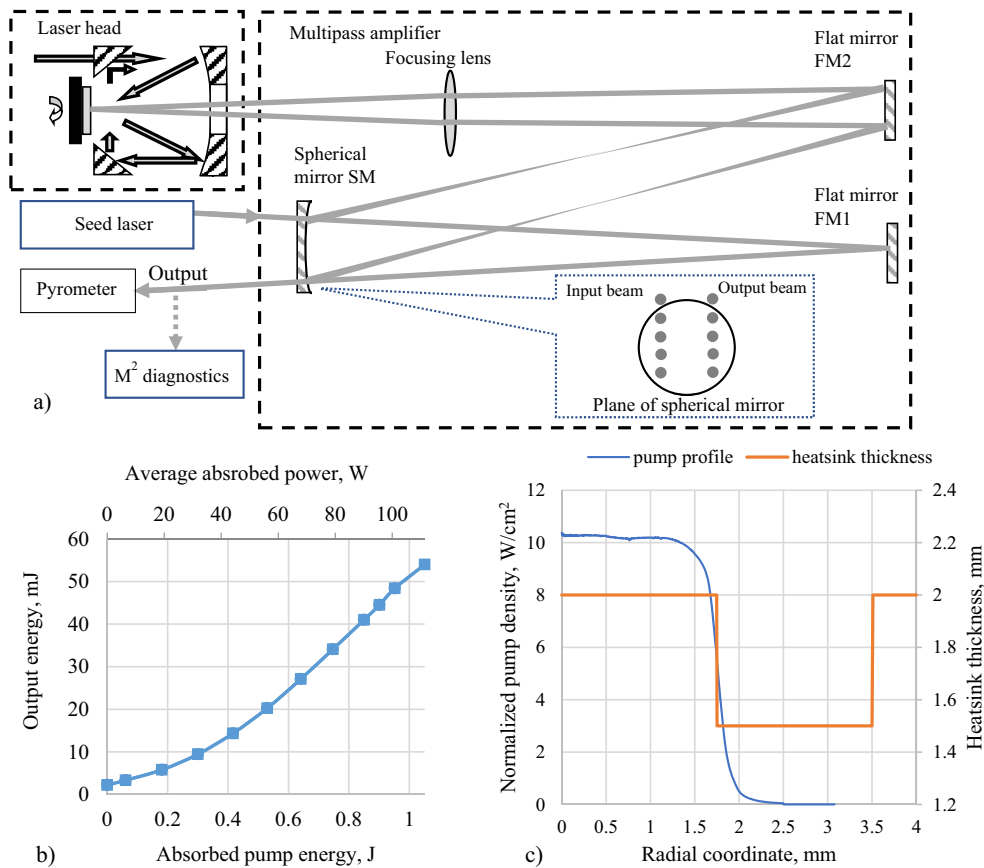 Laser head
Multipass amplifier
Focusing lens
Flat mirror
FM2
Spherical
mirror SM
Flat mirror
FM1
Seed laser
Output
Pyrometer
M² diagnostics
Input beam
Output beam
Plane of spherical mirror
a)
Average absrobed power, W
0 20 40 60 80 100
60
50
40
30
20
10
0
Output energy, mJ
0 0.2 0.4 0.6 0.8 1
Absorbed pump energy, J
b)
pump profile heatsink thickness
12
10
8
6
4
2
0
Normalized pump density, W/cm²
2.4
2.2
2
1.8
1.6
1.4
1.2
Heatsink thickness, mm
0 0.5 1 1.5 2 2.5 3 3.5 4
Radial coordinate, mm
c)